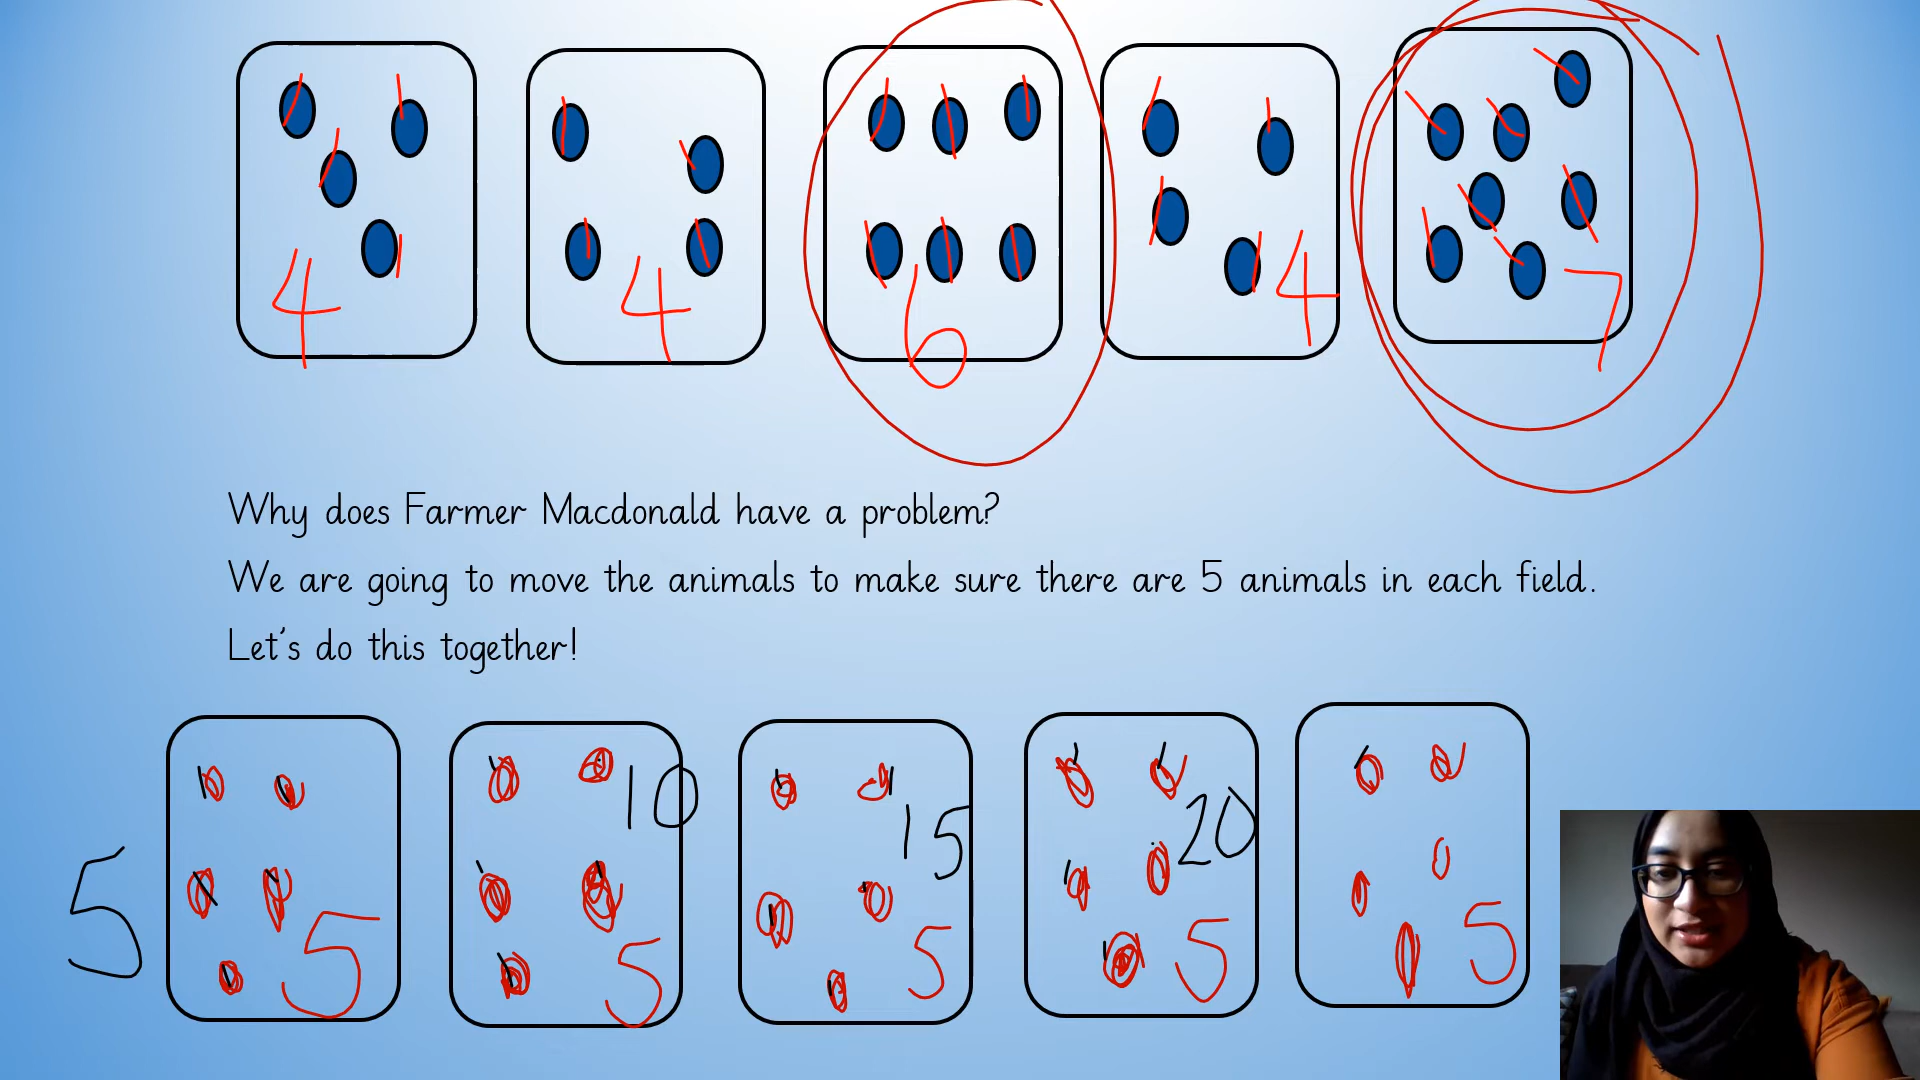 4 4 6 4 7
Why does Farmer Macdonald have a problem?
We are going to move the animals to make sure there are 5 animals in each field.
Let's do this together!
10 15 20
5 5 5 5 5 5